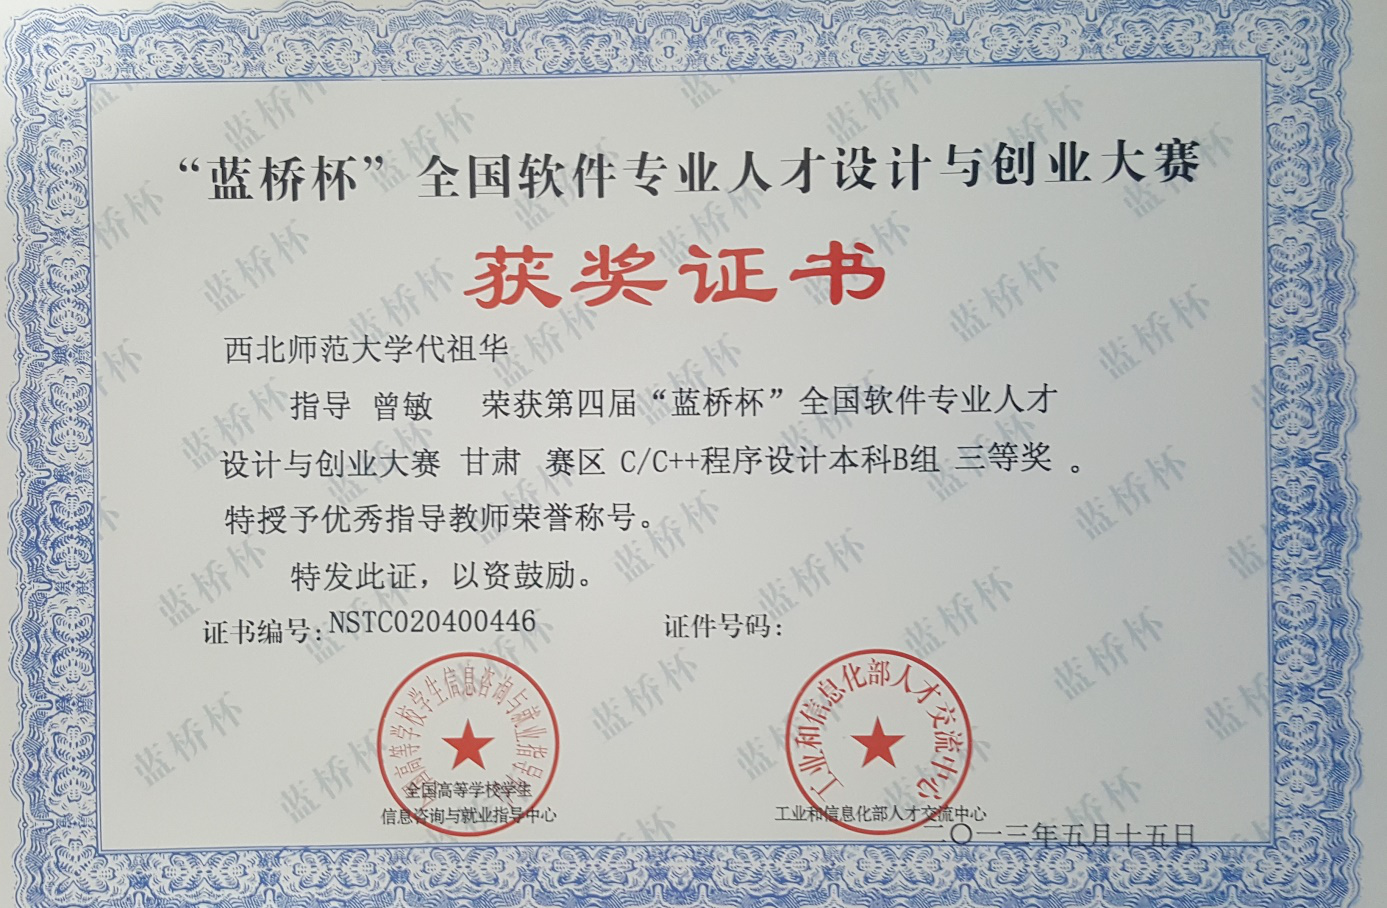 “蓝桥杯”全国软件专业人才设计与创业大赛
获奖证书
西北师范大学代祖华
指导 曾敏 荣获第四届“蓝桥杯”全国软件专业人才
设计与创业大赛 甘肃 赛区 C/C++程序设计本科B组 三等奖 。
特授予优秀指导教师荣誉称号。
特发此证，以资鼓励。
证书编号:NSTC020400446 证件号码:
全国高等学校学生信息咨询与就业指导中心
工业和信息化部人才交流中心
全国高等学校学生
信息咨询与就业指导中心
工业和信息化部人才交流中心
二〇一三年五月十五日